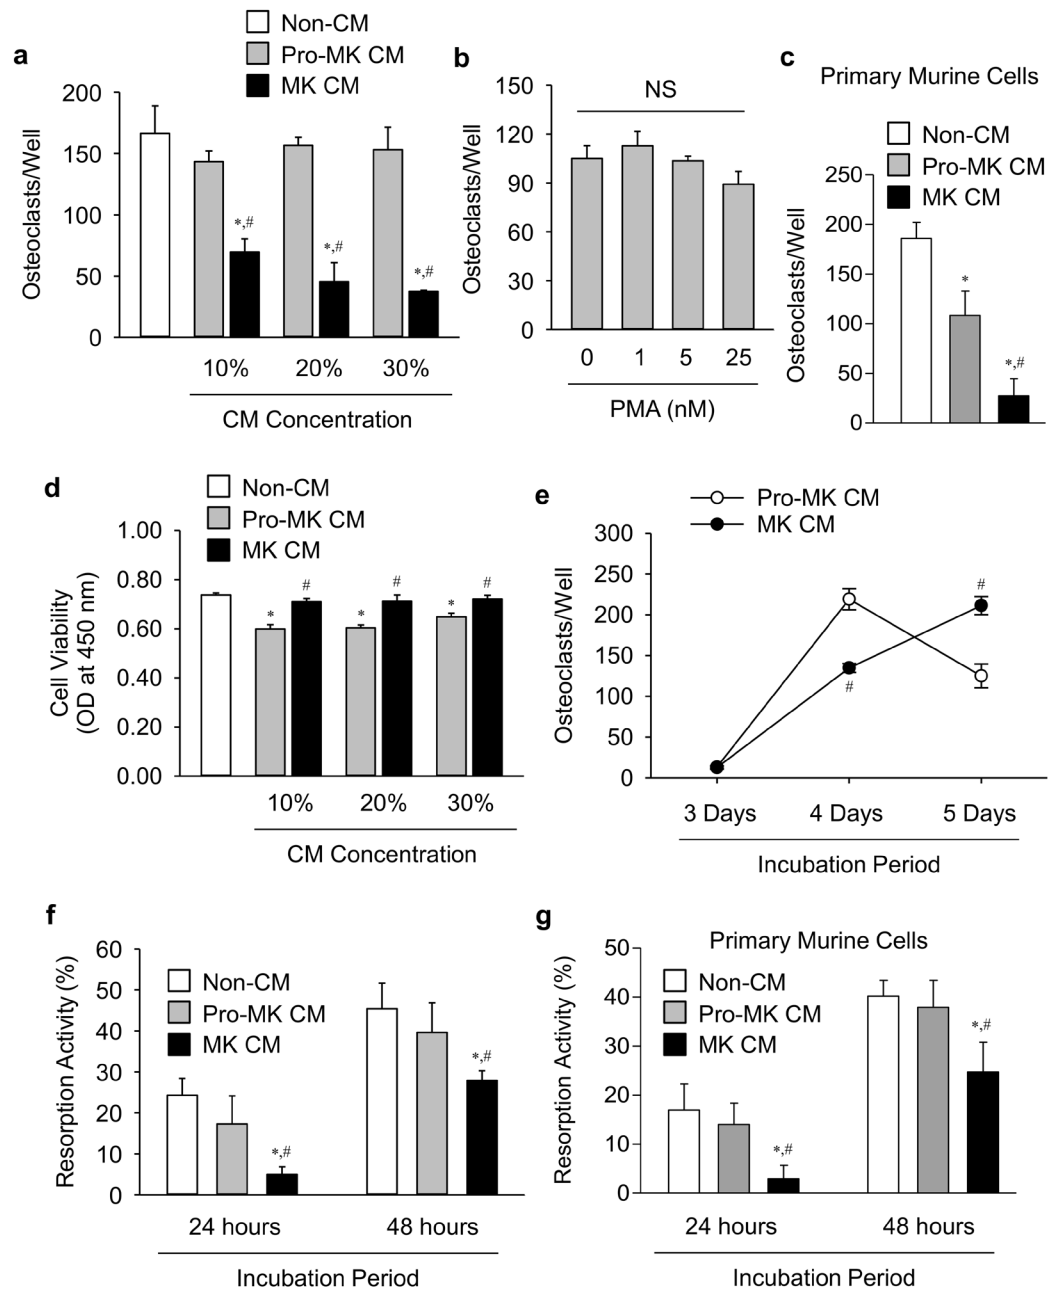 a
Non-CM
Pro-MK CM
MK CM
Osteoclasts/Well
200
150
100
50
0
*,#
*,#
*,#
10% 20% 30%
CM Concentration
b
Osteoclasts/Well
150
120
90
60
30
0
NS
0 1 5 25
PMA (nM)
c
Primary Murine Cells
Non-CM
Pro-MK CM
MK CM
Osteoclasts/Well
250
200
150
100
50
0
*
*,#
d
Non-CM
Pro-MK CM
MK CM
Cell Viability
(OD at 450 nm)
1.00
0.80
0.60
0.40
0.20
0.00
* # * # * #
10% 20% 30%
CM Concentration
e
Pro-MK CM
MK CM
Osteoclasts/Well
300
250
200
150
100
50
0
#
#
3 Days 4 Days 5 Days
Incubation Period
f
Non-CM
Pro-MK CM
MK CM
Resorption Activity (%)
60
50
40
30
20
10
0
*,#
*,#
24 hours 48 hours
Incubation Period
g
Primary Murine Cells
Non-CM
Pro-MK CM
MK CM
Resorption Activity (%)
50
40
30
20
10
0
*,#
*,#
24 hours 48 hours
Incubation Period